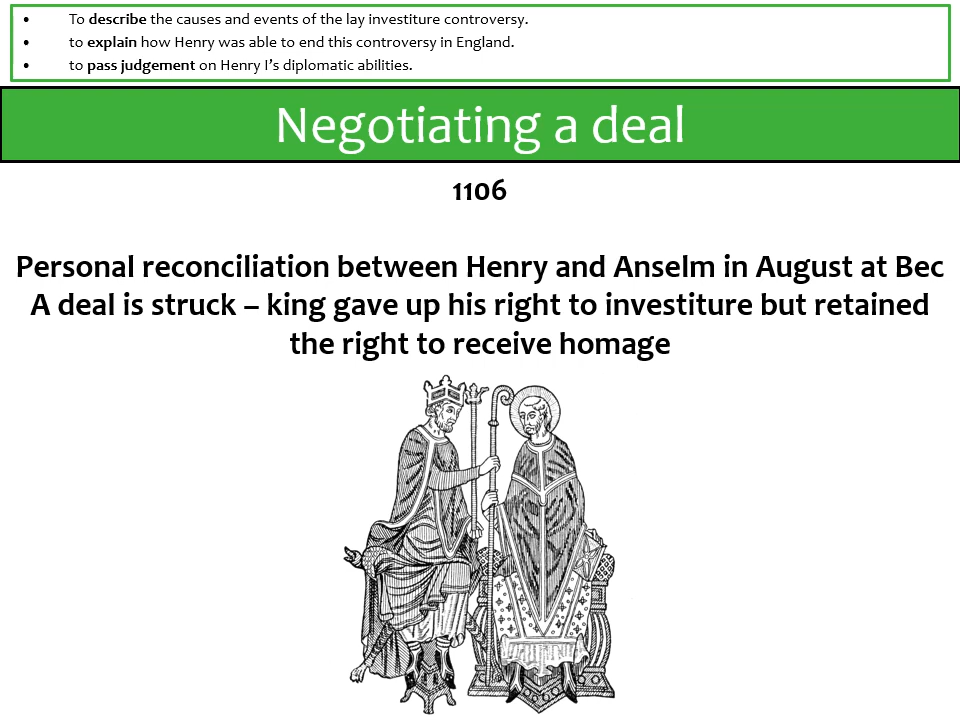 • To describe the causes and events of the lay investiture controversy.
• to explain how Henry was able to end this controversy in England.
• to pass judgement on Henry I’s diplomatic abilities.
Negotiating a deal
1106
Personal reconciliation between Henry and Anselm in August at Bec
A deal is struck – king gave up his right to investiture but retained
the right to receive homage